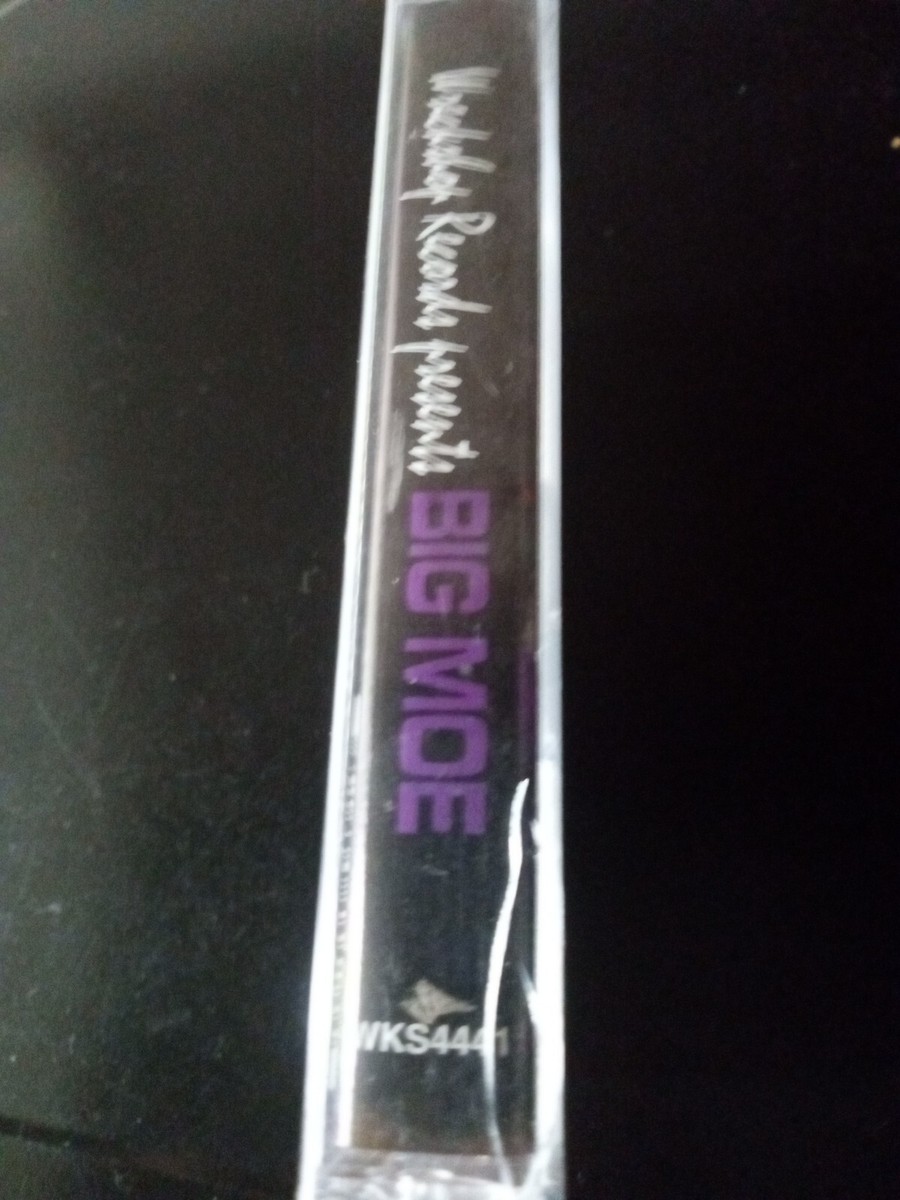 Wreckshop Records presents
BIG MOE
WKS4441